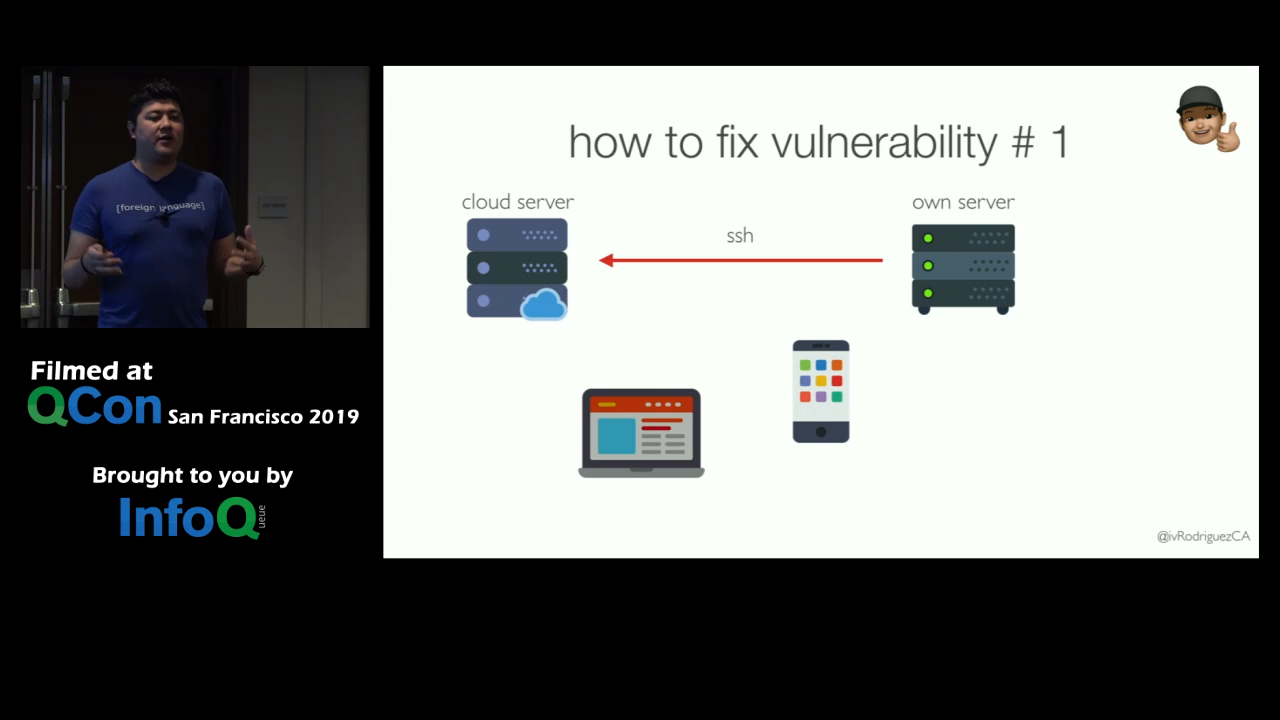 [foreign language]
Filmed at
QCon San Francisco 2019
Brought to you by
InfoQ
ueue
how to fix vulnerability # 1
cloud server
own server
ssh
@ivRodriguezCA